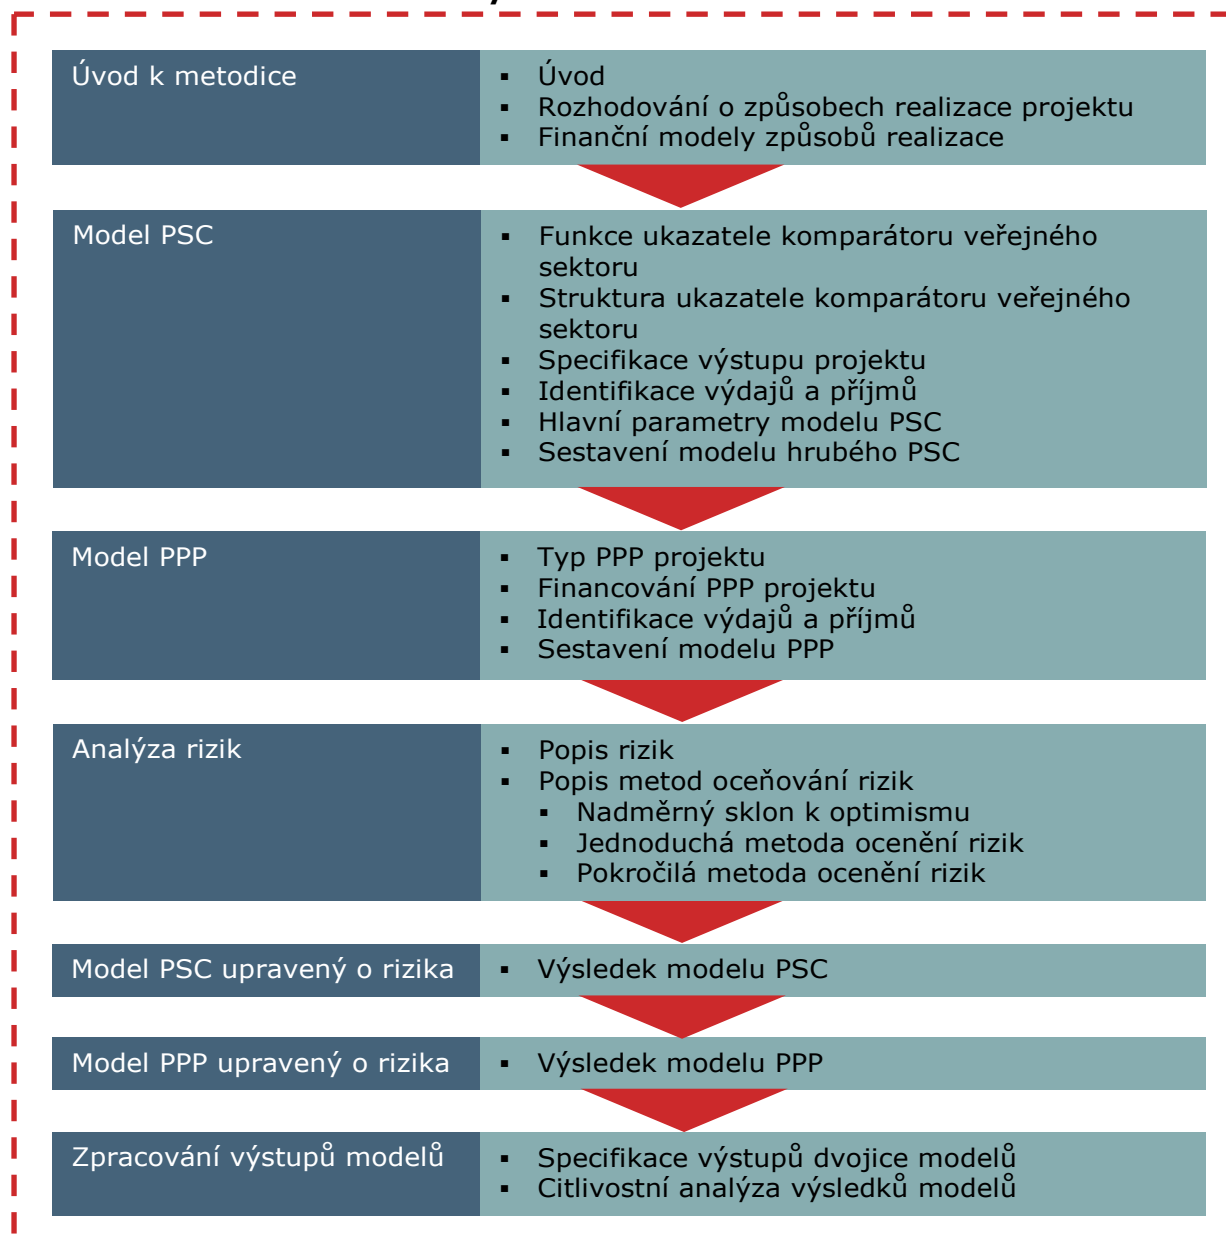 Úvod k metodice
▪ Úvod
▪ Rozhodování o způsobech realizace projektu
▪ Finanční modely způsobů realizace
Model PSC
▪ Funkce ukazatele komparátoru veřejného
sektoru
▪ Struktura ukazatele komparátoru veřejného
sektoru
▪ Specifikace výstupu projektu
▪ Identifikace výdajů a příjmů
▪ Hlavní parametry modelu PSC
▪ Sestavení modelu hrubého PSC
Model PPP
▪ Typ PPP projektu
▪ Financování PPP projektu
▪ Identifikace výdajů a příjmů
▪ Sestavení modelu PPP
Analýza rizik
▪ Popis rizik
▪ Popis metod oceňování rizik
▪ Nadměrný sklon k optimismu
▪ Jednoduchá metoda ocenění rizik
▪ Pokročilá metoda ocenění rizik
Model PSC upravený o rizika
▪ Výsledek modelu PSC
Model PPP upravený o rizika
▪ Výsledek modelu PPP
Zpracování výstupů modelů
▪ Specifikace výstupů dvojice modelů
▪ Citlivostní analýza výsledků modelů